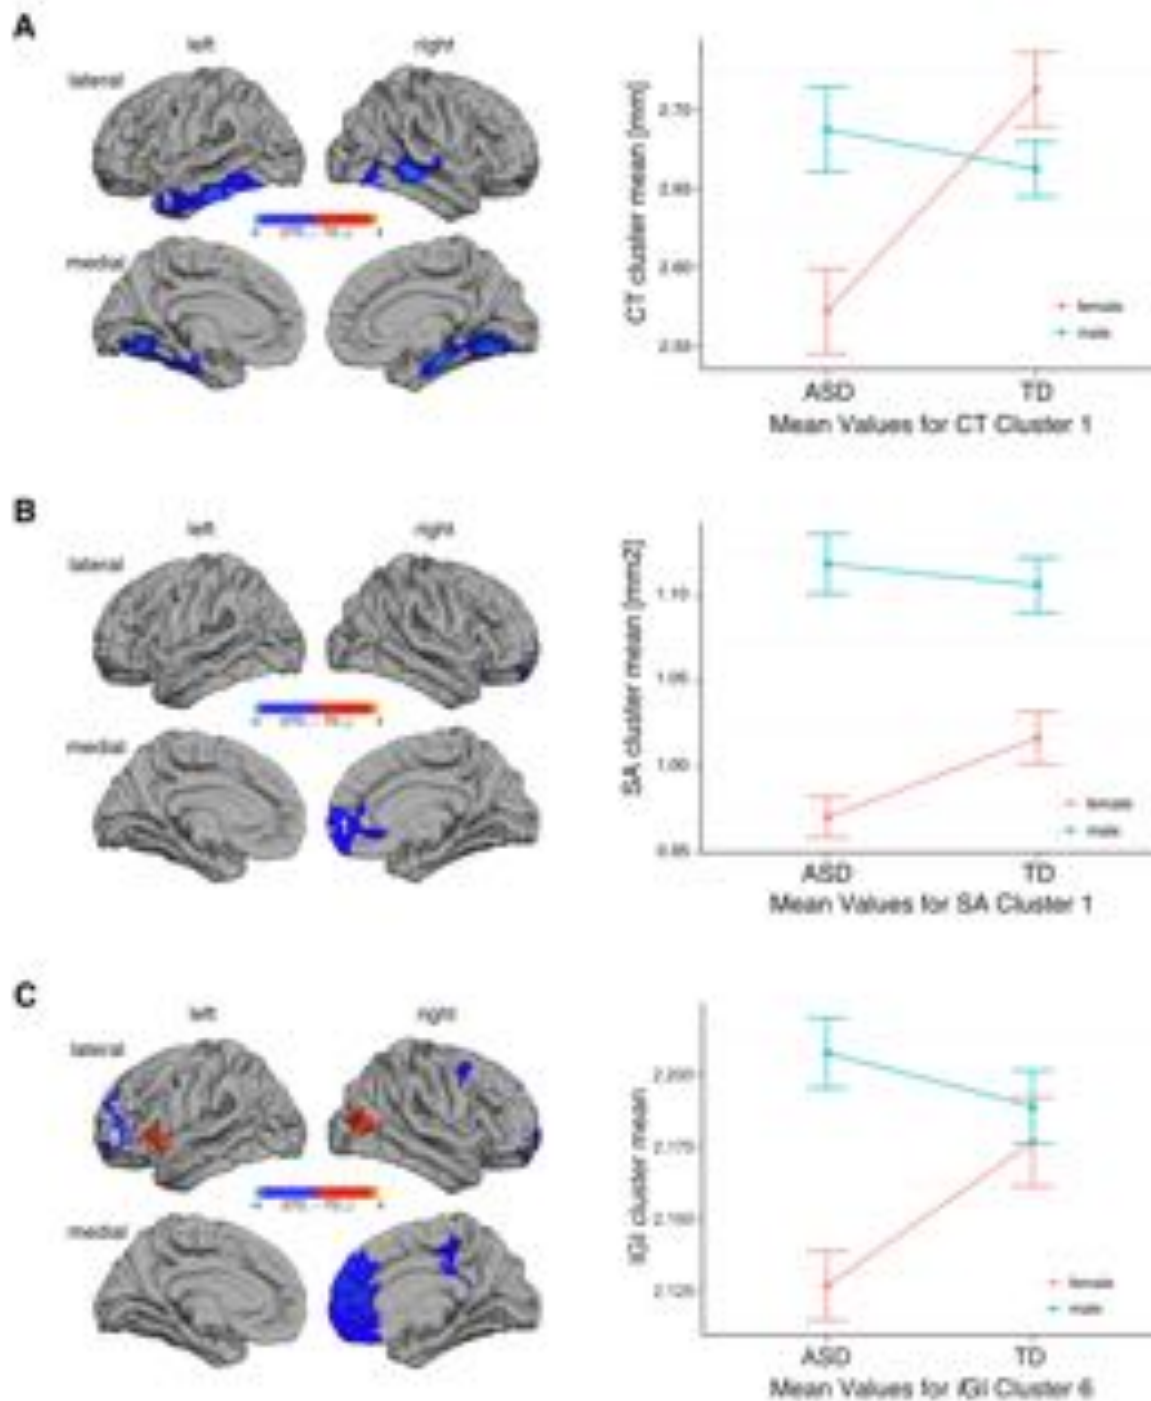 A
left
right
lateral
medial
CT cluster mean [mm]
2.70
2.65
2.60
2.55
female
male
ASD
TD
Mean Values for CT Cluster 1
B
left
right
lateral
medial
SA cluster mean [mm2]
1.10
1.05
1.00
0.95
female
male
ASD
TD
Mean Values for SA Cluster 1
C
left
right
lateral
medial
lGI cluster mean
2.200
2.175
2.150
2.125
female
male
ASD
TD
Mean Values for lGI Cluster 6